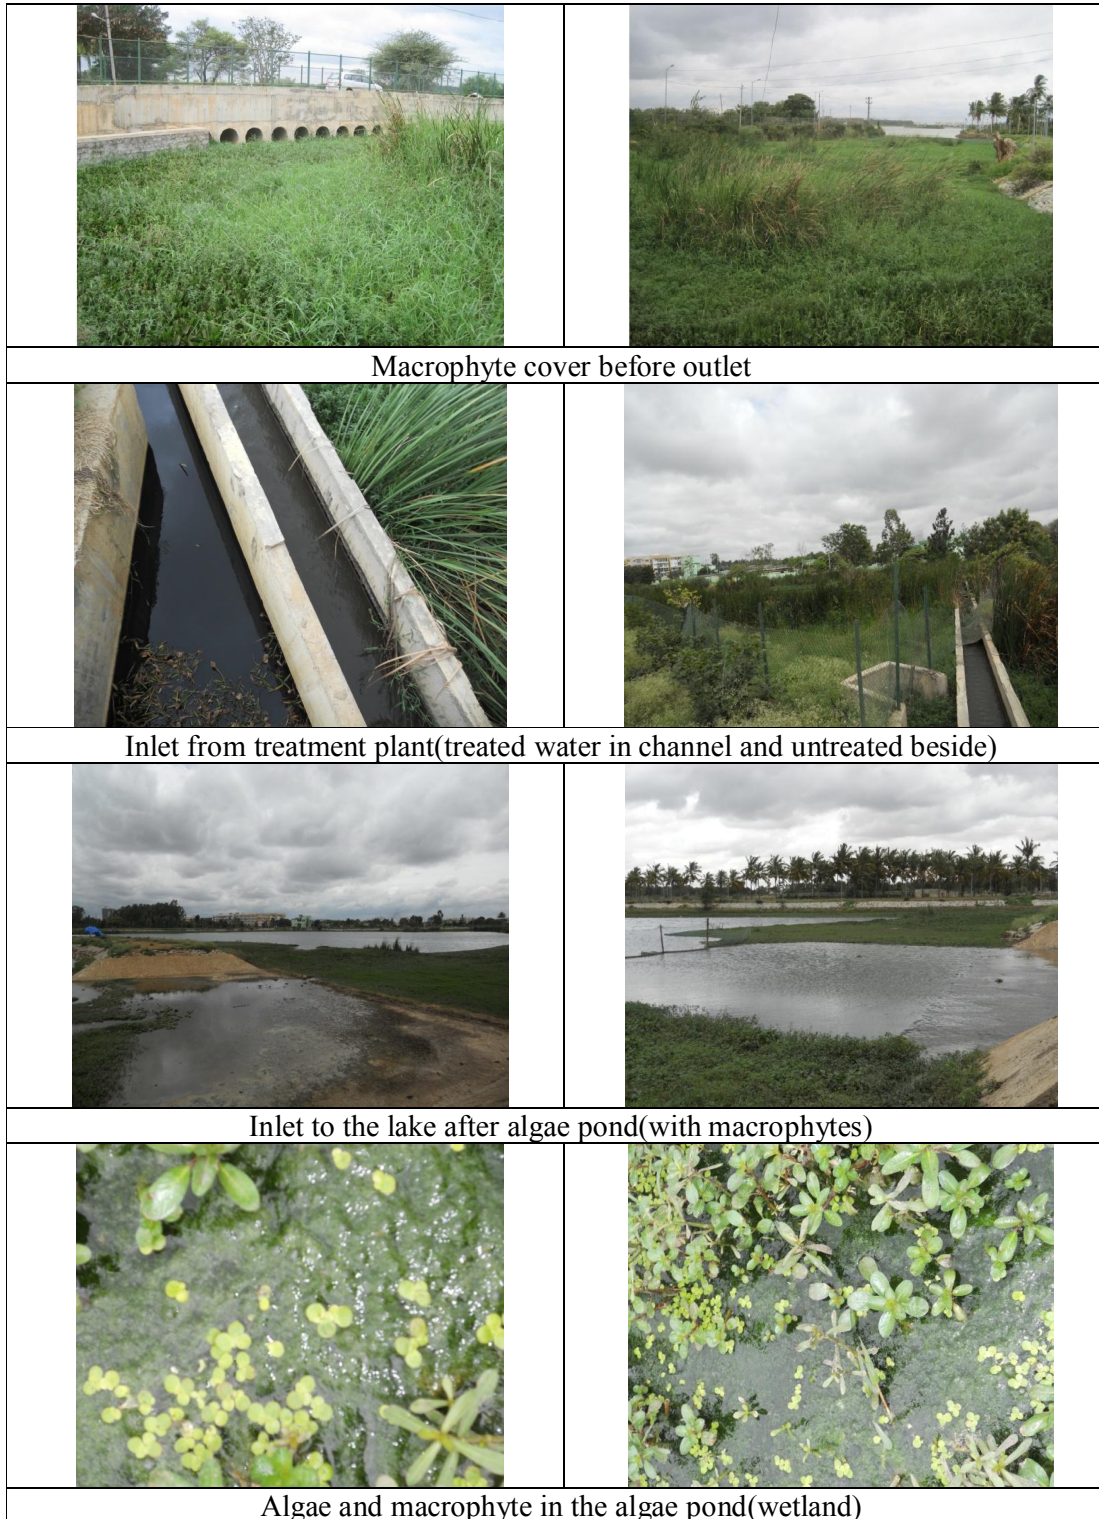 Macrophyte cover before outlet
Inlet from treatment plant(treated water in channel and untreated beside)
Inlet to the lake after algae pond(with macrophytes)
Algae and macrophyte in the algae pond(wetland)